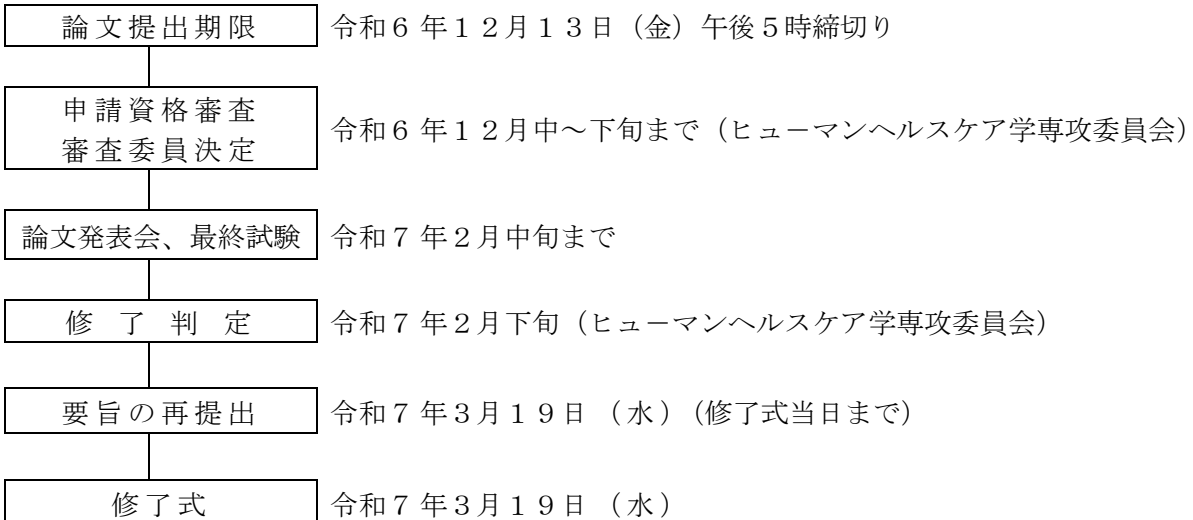 論文提出期限 令和6年12月13日（金）午後5時締切り
申請資格審査
審査委員決定
令和6年12月中～下旬まで（ヒューマンヘルスケア学専攻委員会）
論文発表会、最終試験 令和7年2月中旬まで
修了判定 令和7年2月下旬（ヒューマンヘルスケア学専攻委員会）
要旨の再提出 令和7年3月19日（水）（修了式当日まで）
修了式 令和7年3月19日（水）